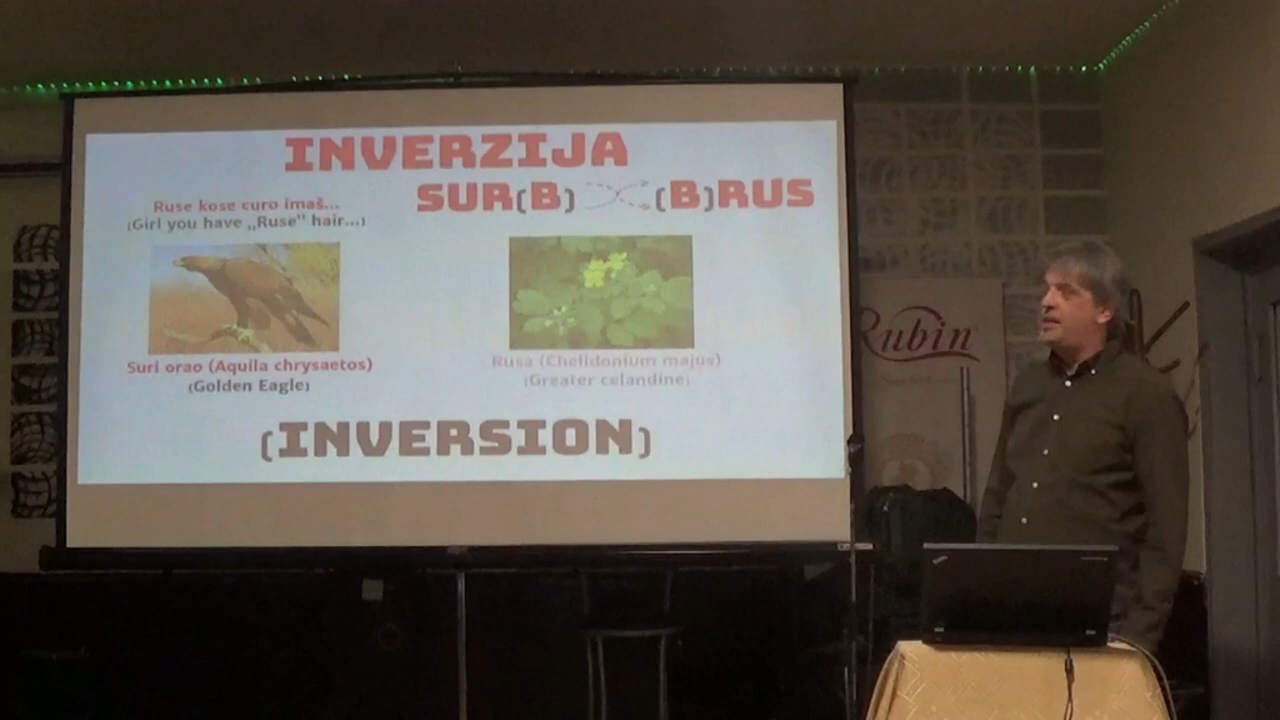 INVERZIJA
SUR(B) (B)RUS
Ruse kose curo imaš...
(Girl you have „Ruse" hair...)
Suri orao (Aquila chrysaetos)
(Golden Eagle)
Rusa (Chelidonium majus)
(Greater celandine)
(INVERSION)
Rubin